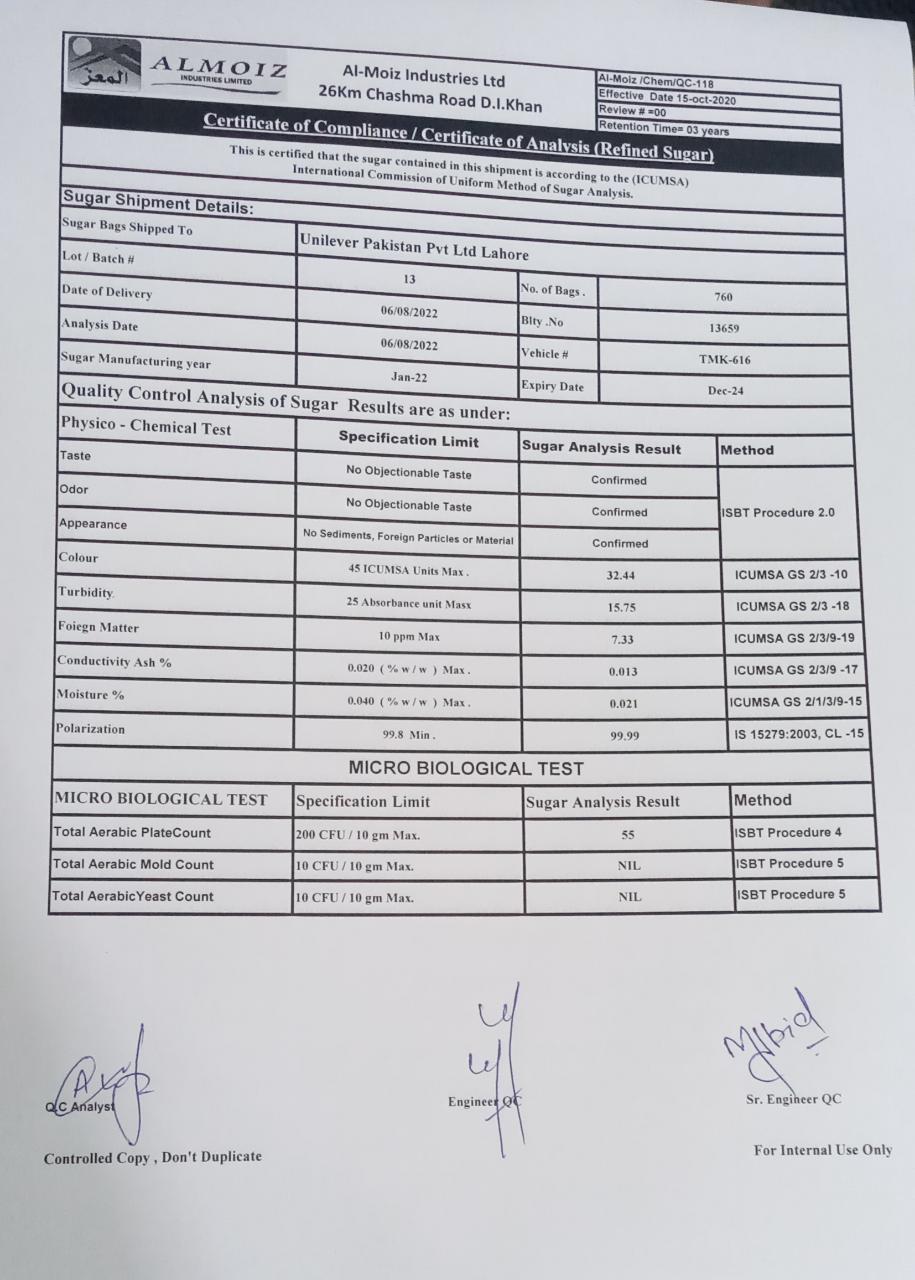 المعز
ALMOIZ
INDUSTRIES LIMITED
Al-Moiz Industries Ltd
26Km Chashma Road D.I.Khan
Al-Moiz /Chem/QC-118
Effective Date 15-oct-2020
Review # =00
Retention Time= 03 years
Certificate of Compliance / Certificate of Analysis (Refined Sugar)
This is certified that the sugar contained in this shipment is according to the (ICUMSA)
International Commission of Uniform Method of Sugar Analysis.
Sugar Shipment Details:
Sugar Bags Shipped To Unilever Pakistan Pvt Ltd Lahore
Lot / Batch # 13 No. of Bags . 760
Date of Delivery 06/08/2022 Blty .No 13659
Analysis Date 06/08/2022 Vehicle # TMK-616
Sugar Manufacturing year Jan-22 Expiry Date Dec-24
Quality Control Analysis of Sugar Results are as under:
Physico - Chemical Test Specification Limit Sugar Analysis Result Method
Taste No Objectionable Taste Confirmed
Odor No Objectionable Taste Confirmed ISBT Procedure 2.0
Appearance No Sediments, Foreign Particles or Material Confirmed
Colour 45 ICUMSA Units Max . 32.44 ICUMSA GS 2/3 -10
Turbidity. 25 Absorbance unit Masx 15.75 ICUMSA GS 2/3 -18
Foiegn Matter 10 ppm Max 7.33 ICUMSA GS 2/3/9-19
Conductivity Ash % 0.020 ( % w / w ) Max . 0.013 ICUMSA GS 2/3/9 -17
Moisture % 0.040 ( % w / w ) Max . 0.021 ICUMSA GS 2/1/3/9-15
Polarization 99.8 Min . 99.99 IS 15279:2003, CL -15
MICRO BIOLOGICAL TEST
MICRO BIOLOGICAL TEST Specification Limit Sugar Analysis Result Method
Total Aerabic PlateCount 200 CFU / 10 gm Max. 55 ISBT Procedure 4
Total Aerabic Mold Count 10 CFU / 10 gm Max. NIL ISBT Procedure 5
Total AerabicYeast Count 10 CFU / 10 gm Max. NIL ISBT Procedure 5
QC Analyst Engineer QC Sr. Engineer QC
Controlled Copy , Don't Duplicate For Internal Use Only